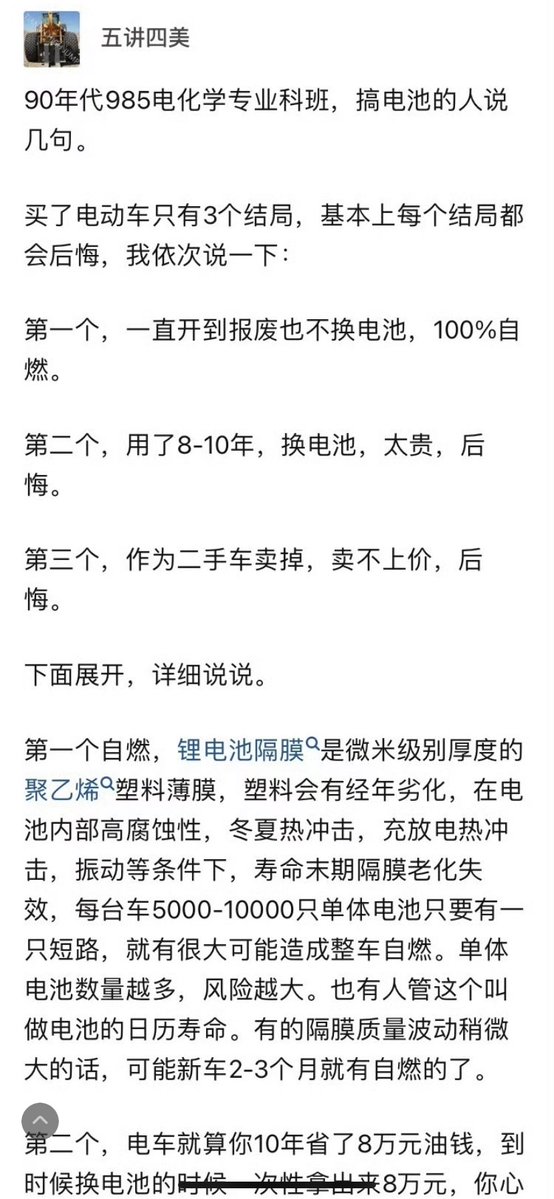 五讲四美
90年代985电化学专业科班，搞电池的人说
几句。
买了电动车只有3个结局，基本上每个结局都
会后悔，我依次说一下：
第一个，一直开到报废也不换电池，100%自
燃。
第二个，用了8-10年，换电池，太贵，后
悔。
第三个，作为二手车卖掉，卖不上价，后
悔。
下面展开，详细说说。
第一个自燃，锂电池隔膜是微米级别厚度的
聚乙烯塑料薄膜，塑料会有经年劣化，在电
池内部高腐蚀性，冬夏热冲击，充放电热冲
击，振动等条件下，寿命末期隔膜老化失
效，每台车5000-10000只单体电池只要有一
只短路，就有很大可能造成整车自燃。单体
电池数量越多，风险越大。也有人管这个叫
做电池的日历寿命。有的隔膜质量波动稍微
大的话，可能新车2-3个月就有自燃的了。
第二个，电车就算你10年省了8万元油钱，到
时候换电池的时候一次性拿出来8万元，你心